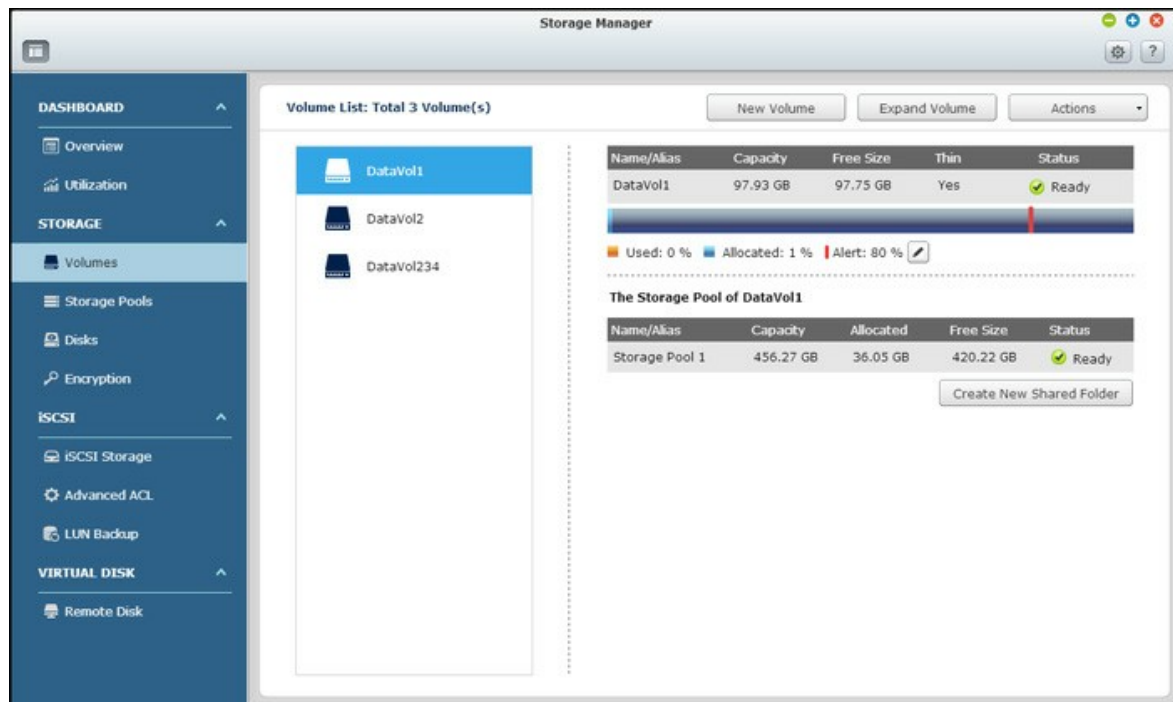 Storage Manager
?
DASHBOARD
Overview
Utilization
STORAGE
Volumes
Storage Pools
Disks
Encryption
iSCSI
iSCSI Storage
Advanced ACL
LUN Backup
VIRTUAL DISK
Remote Disk
Volume List: Total 3 Volume(s)
New Volume
Expand Volume
Actions
DataVol1
DataVol2
DataVol234
Name/Alias Capacity Free Size Thin Status
DataVol1 97.93 GB 97.75 GB Yes Ready
Used: 0 % Allocated: 1 % Alert: 80 %
The Storage Pool of DataVol1
Name/Alias Capacity Allocated Free Size Status
Storage Pool 1 456.27 GB 36.05 GB 420.22 GB Ready
Create New Shared Folder